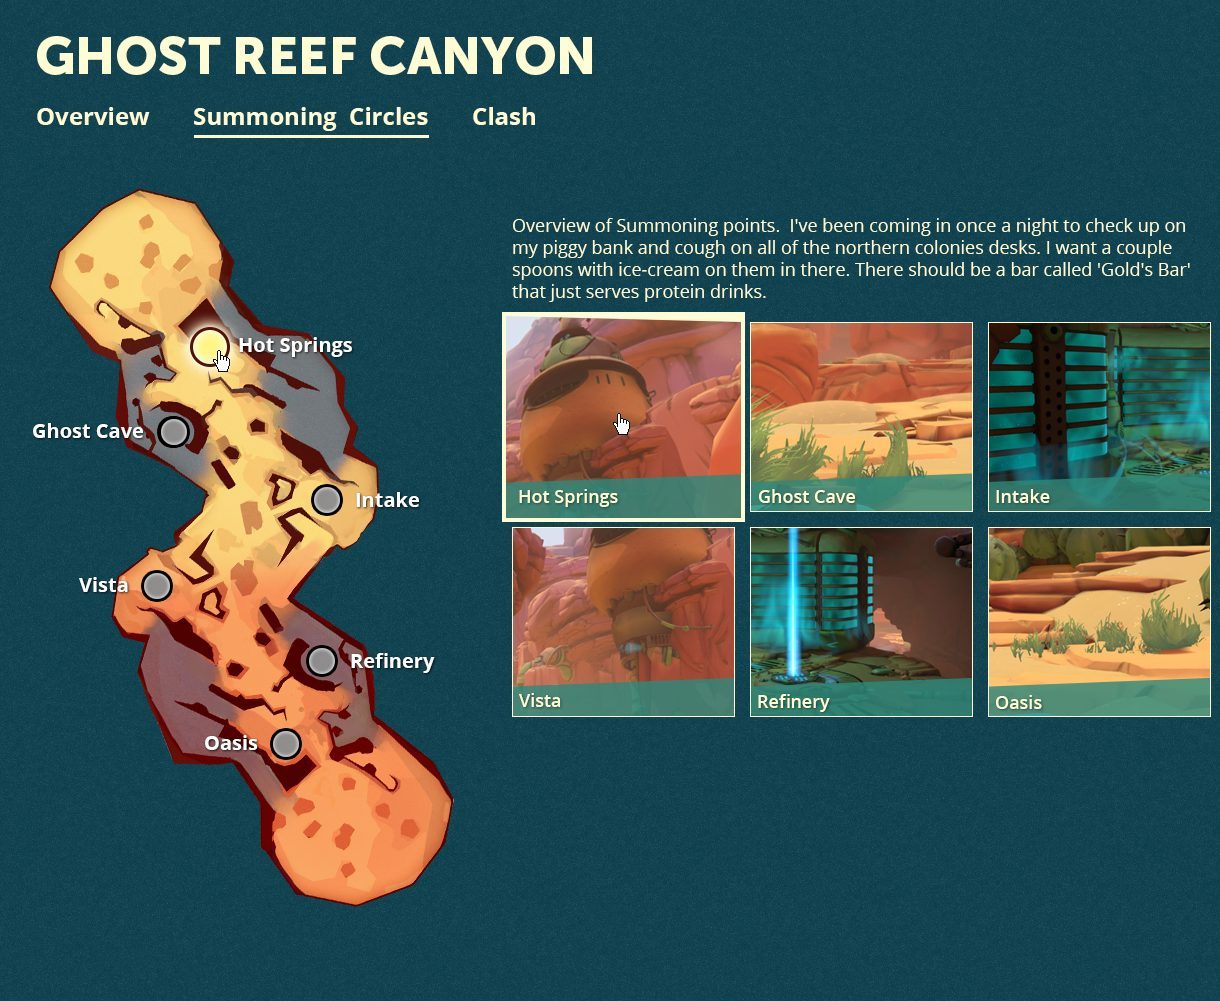 GHOST REEF CANYON
Overview Summoning Circles Clash
Overview of Summoning points. I've been coming in once a night to check up on
my piggy bank and cough on all of the northern colonies desks. I want a couple
spoons with ice-cream on them in there. There should be a bar called 'Gold's Bar'
that just serves protein drinks.
Hot Springs
Ghost Cave
Intake
Vista
Refinery
Oasis
Hot Springs
Ghost Cave
Intake
Vista
Refinery
Oasis